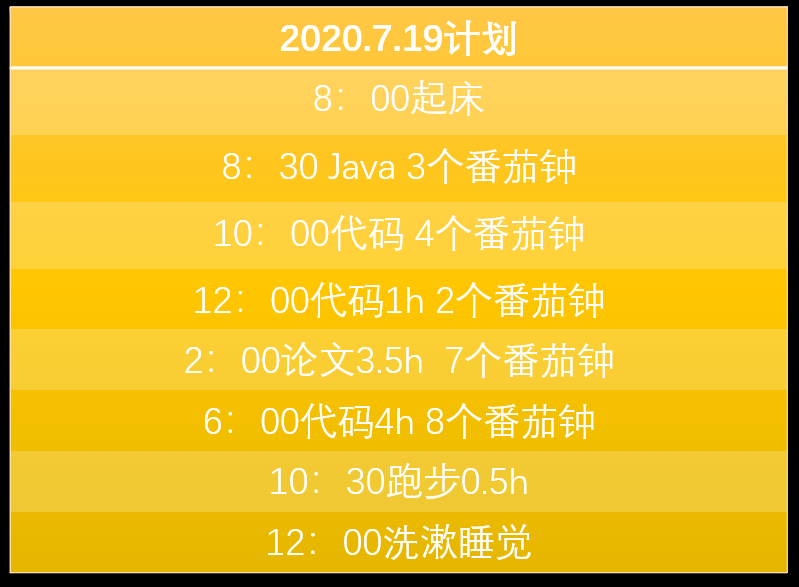 2020.7.19计划
8：00起床
8：30 Java 3个番茄钟
10：00代码 4个番茄钟
12：00代码1h 2个番茄钟
2：00论文3.5h  7个番茄钟
6：00代码4h 8个番茄钟
10：30跑步0.5h
12：00洗漱睡觉